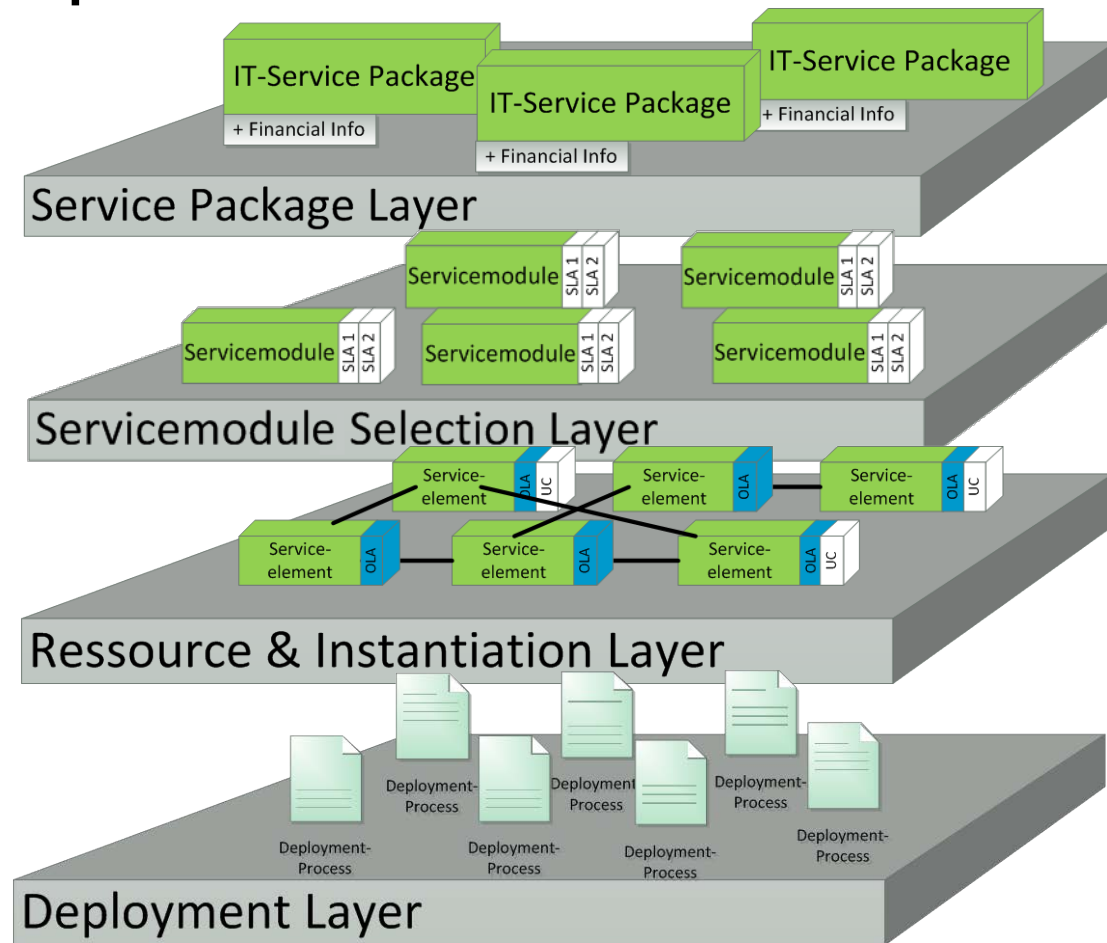 IT-Service Package
IT-Service Package
IT-Service Package
+ Financial Info
+ Financial Info
+ Financial Info
Service Package Layer
Servicemodule SLA 1 SLA 2
Servicemodule SLA 1 SLA 2
Servicemodule SLA 1 SLA 2
Servicemodule SLA 1 SLA 2
Servicemodule SLA 1 SLA 2
Servicemodule Selection Layer
Service-
element
OLA
UC
Service-
element
OLA
Service-
element
OLA
UC
Service-
element
OLA
Service-
element
OLA
Service-
element
OLA
UC
Ressource & Instantiation Layer
Deployment-
Process
Deployment-
Process
Deployment-
Process
Deployment-
Process
Deployment-
Process
Deployment-
Process
Deployment-
Process
Deployment Layer